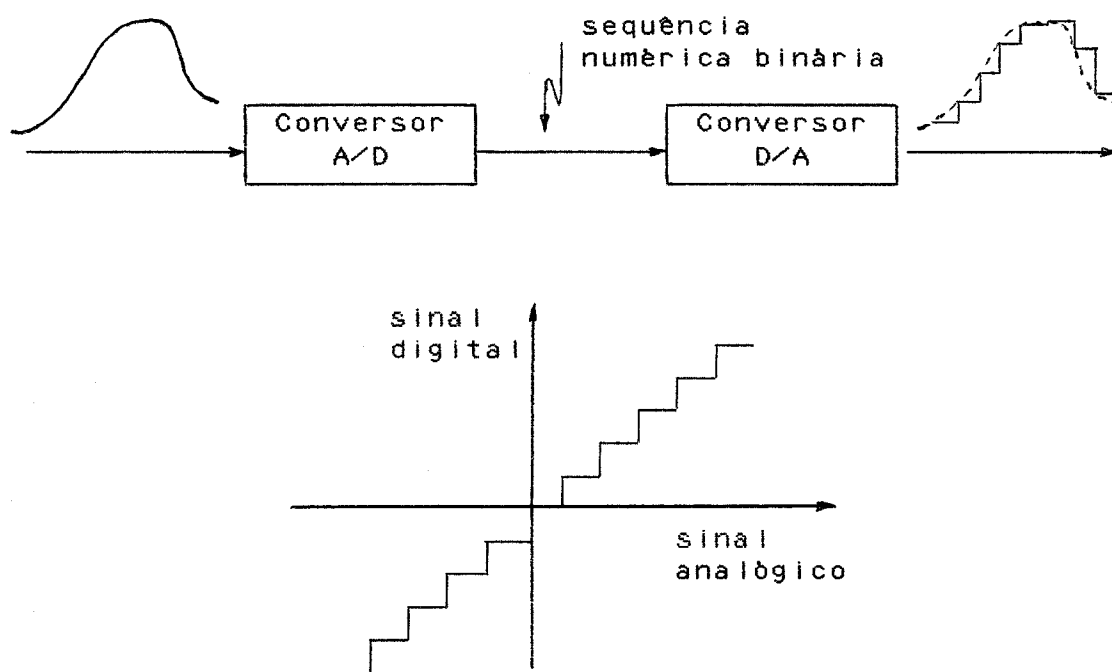 sequência
numèrica binària
Conversor
A/D
Conversor
D/A
sinal
digital
sinal
analògico